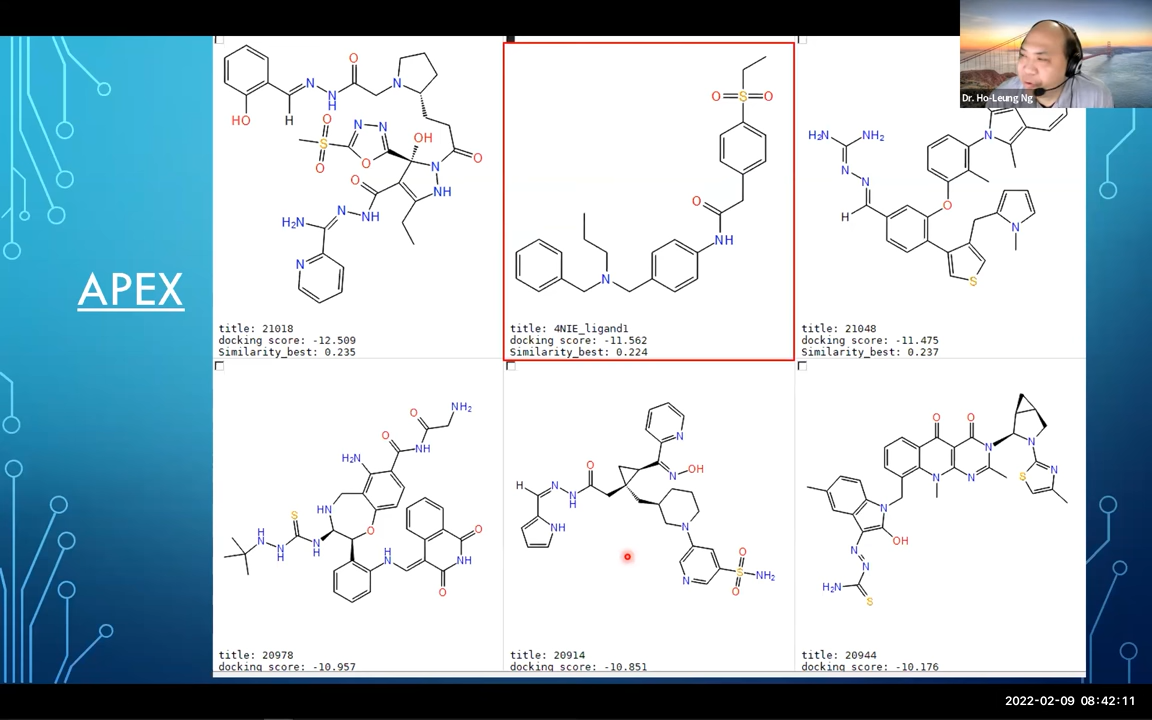 APEX
Dr. Ho-Leung Ng
title: 21018
docking score: -12.509
Similarity_best: 0.235
title: 4NIE_ligand1
docking score: -11.562
Similarity_best: 0.224
title: 21048
docking score: -11.475
Similarity_best: 0.237
title: 20978
docking score: -10.957
title: 20914
docking score: -10.851
title: 20944
docking score: -10.176
2022-02-09 08:42:11